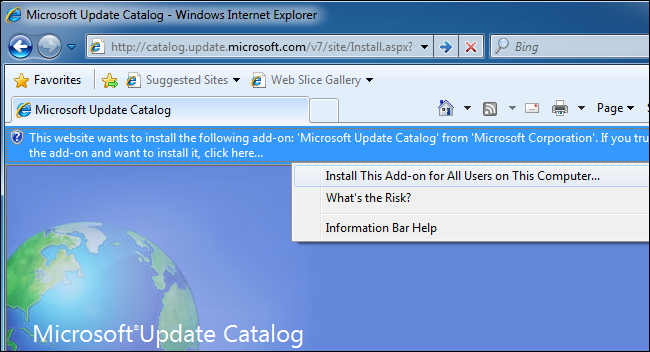 Microsoft Update Catalog - Windows Internet Explorer
http://catalog.update.microsoft.com/v7/site/Install.aspx?
Bing
Favorites Suggested Sites Web Slice Gallery
Microsoft Update Catalog
Page
This website wants to install the following add-on: 'Microsoft Update Catalog' from 'Microsoft Corporation'. If you tru
the add-on and want to install it, click here...
Install This Add-on for All Users on This Computer...
What's the Risk?
Information Bar Help
Microsoft® Update Catalog